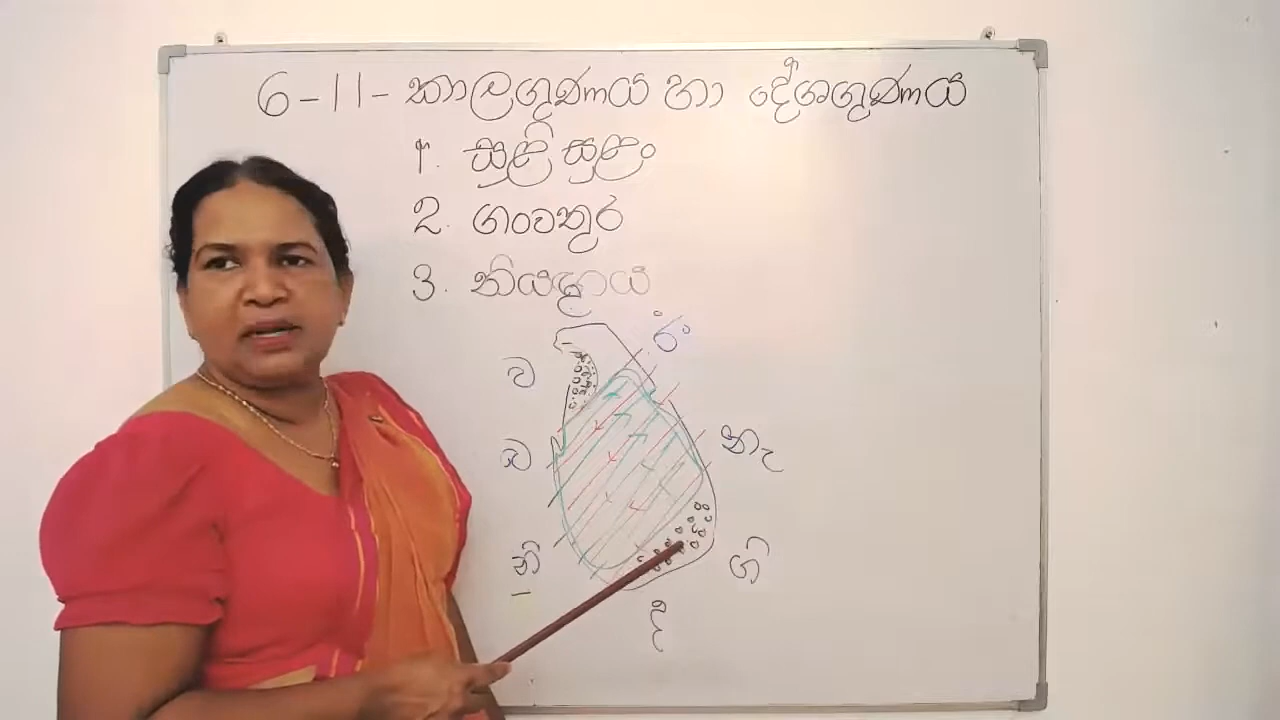 6-11- කාලගුණය හා දේශගුණය
1. සුළි සුළං
2. ගංවතුර
3. නියඟය
ව
බ
නි
නැ
ගි
ද